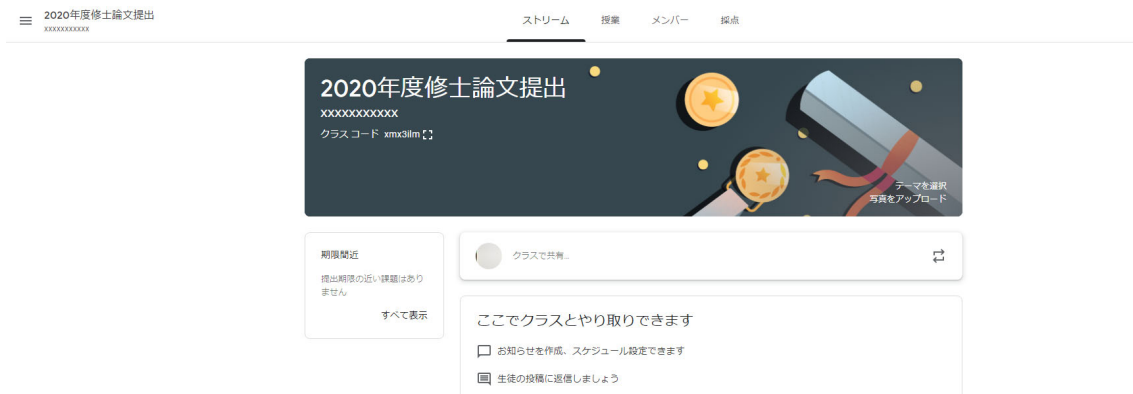 2020年度修士論文提出
xxxxxxxxxxx
ストリーム 授業 メンバー 採点
2020年度修士論文提出
xxxxxxxxxxx
クラス コード xmx3ilm
テーマを選択
写真をアップロード
期限間近
提出期限の近い課題はあり
ません
すべて表示
クラスで共有...
ここでクラスとやり取りできます
お知らせを作成、スケジュール設定できます
生徒の投稿に返信しましょう